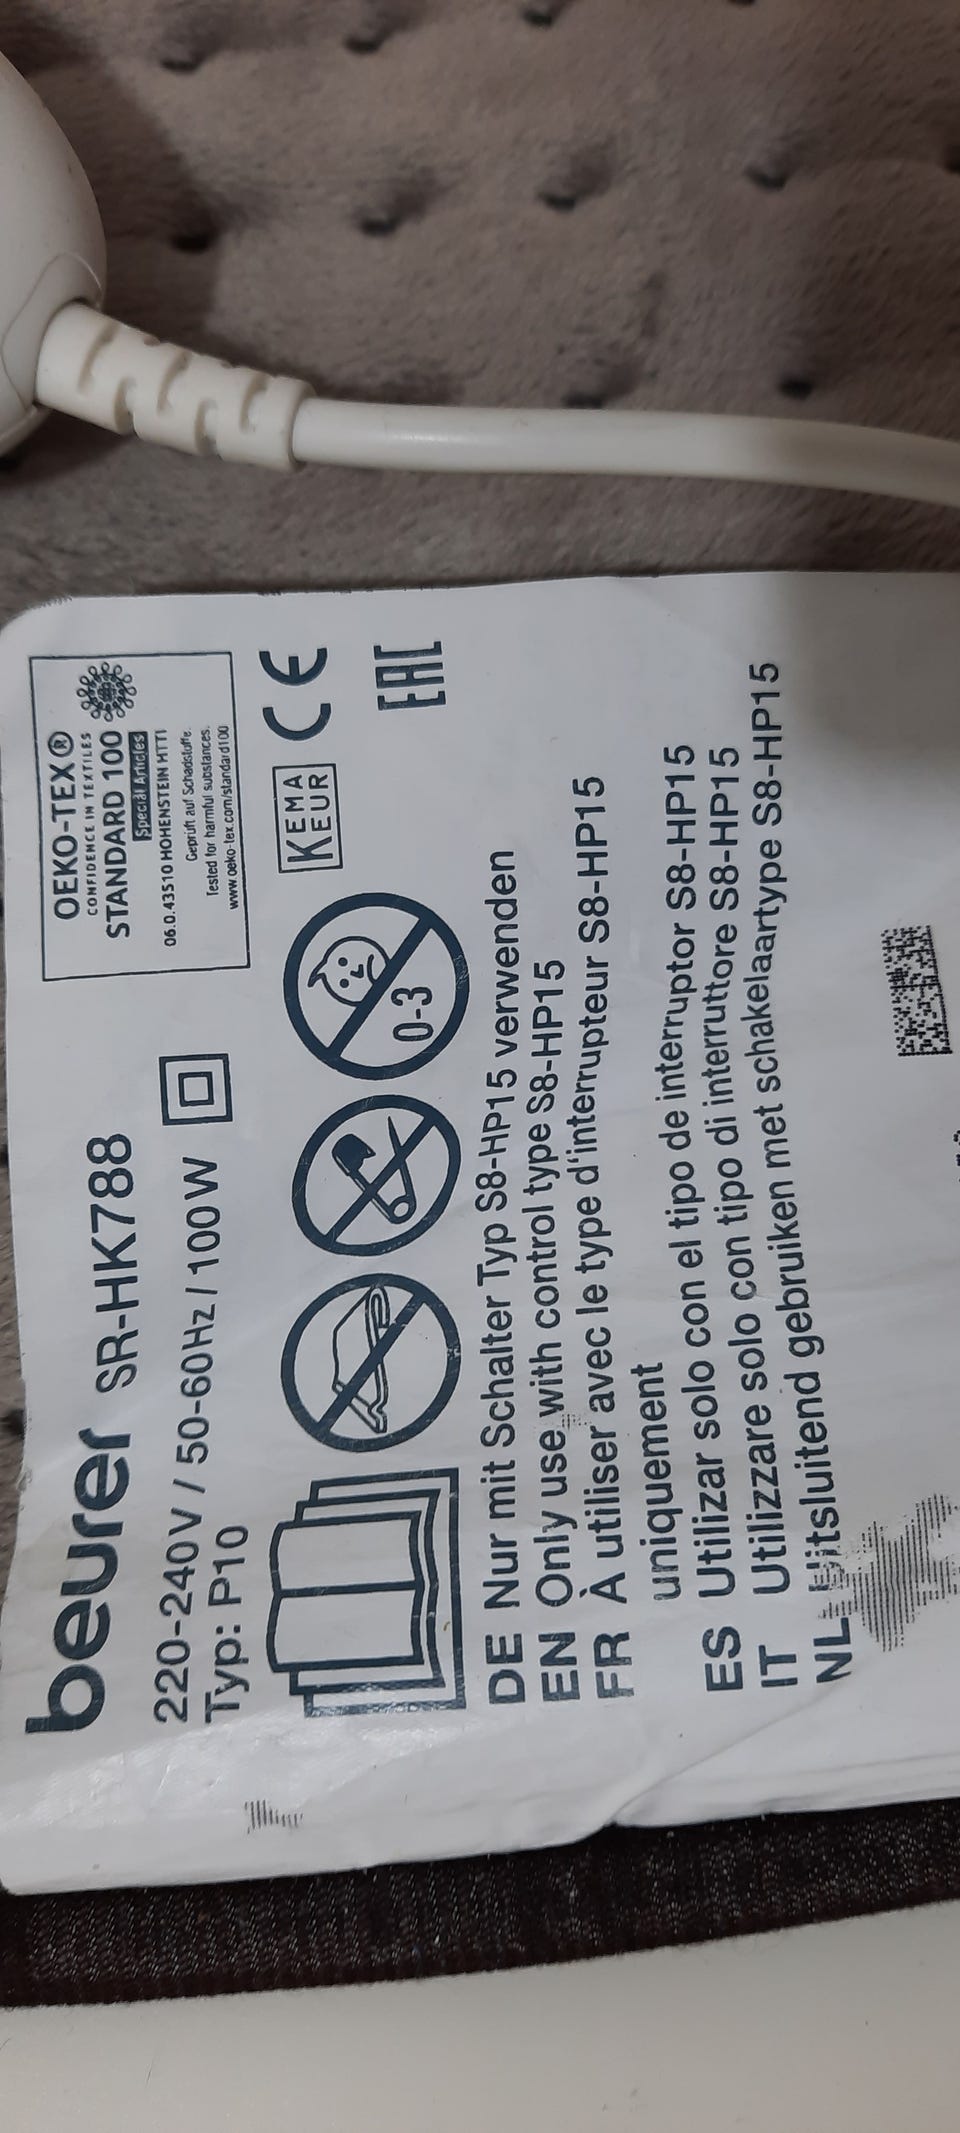 beurer SR-HK788
220-240V / 50-60Hz / 100W
Typ: P10
OEKO-TEX®
CONFIDENCE IN TEXTILES
STANDARD 100
Special Articles
06.0.43510 HOHENSTEIN HTTI
Geprüft auf Schadstoffe.
Tested for harmful substances.
www.oeko-tex.com/standard100
0-3
KEMA
KEUR
CE
EAC
DE Nur mit Schalter Typ S8-HP15 verwenden
EN Only use with control type S8-HP15
FR À utiliser avec le type d'interrupteur S8-HP15
uniquement
ES Utilizar solo con el tipo de interruptor S8-HP15
IT Utilizzare solo con tipo di interruttore S8-HP15
NL Uitsluitend gebruiken met schakelaartype S8-HP15